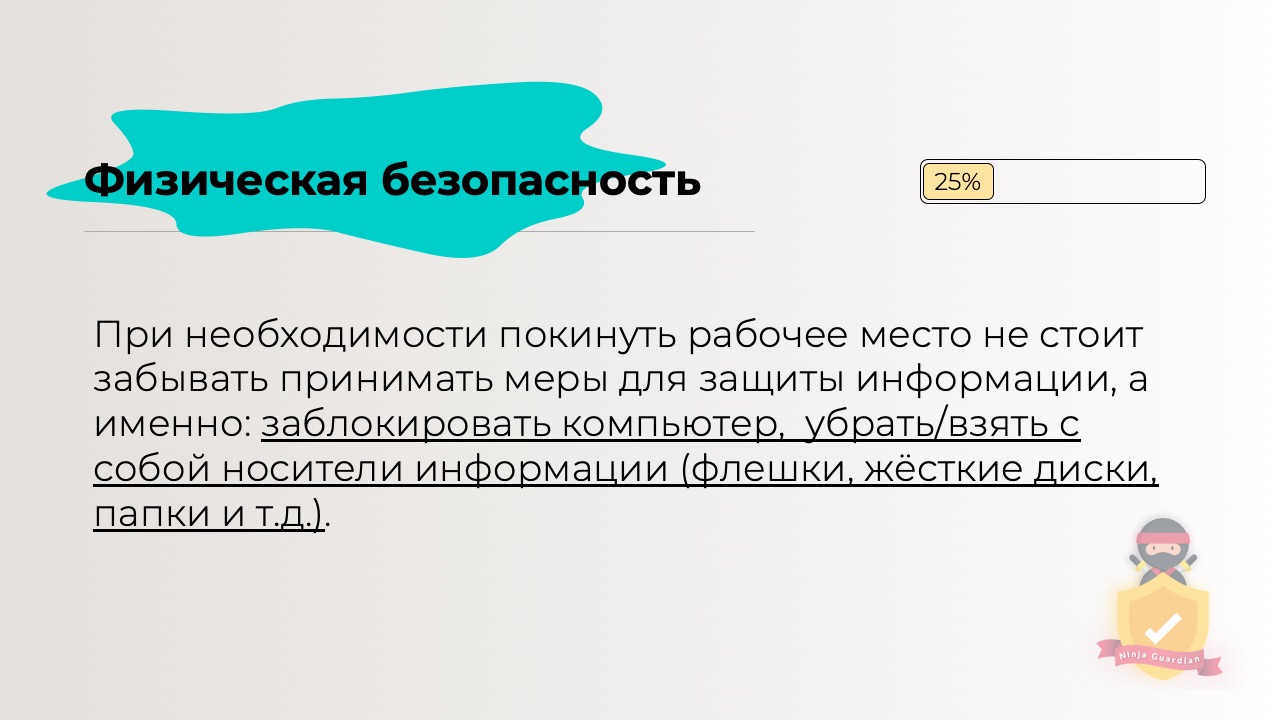 Физическая безопасность
25%
При необходимости покинуть рабочее место не стоит
забывать принимать меры для защиты информации, а
именно: заблокировать компьютер,  убрать/взять с
собой носители информации (флешки, жёсткие диски,
папки и т.д.).
Ninja Guardian